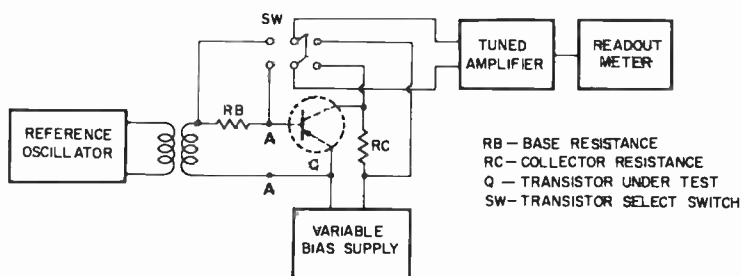 SW
TUNED
AMPLIFIER
READOUT
METER
RB
REFERENCE
OSCILLATOR
A
Q
RC
A
RB – BASE RESISTANCE
RC – COLLECTOR RESISTANCE
Q – TRANSISTOR UNDER TEST
SW – TRANSISTOR SELECT SWITCH
VARIABLE
BIAS SUPPLY